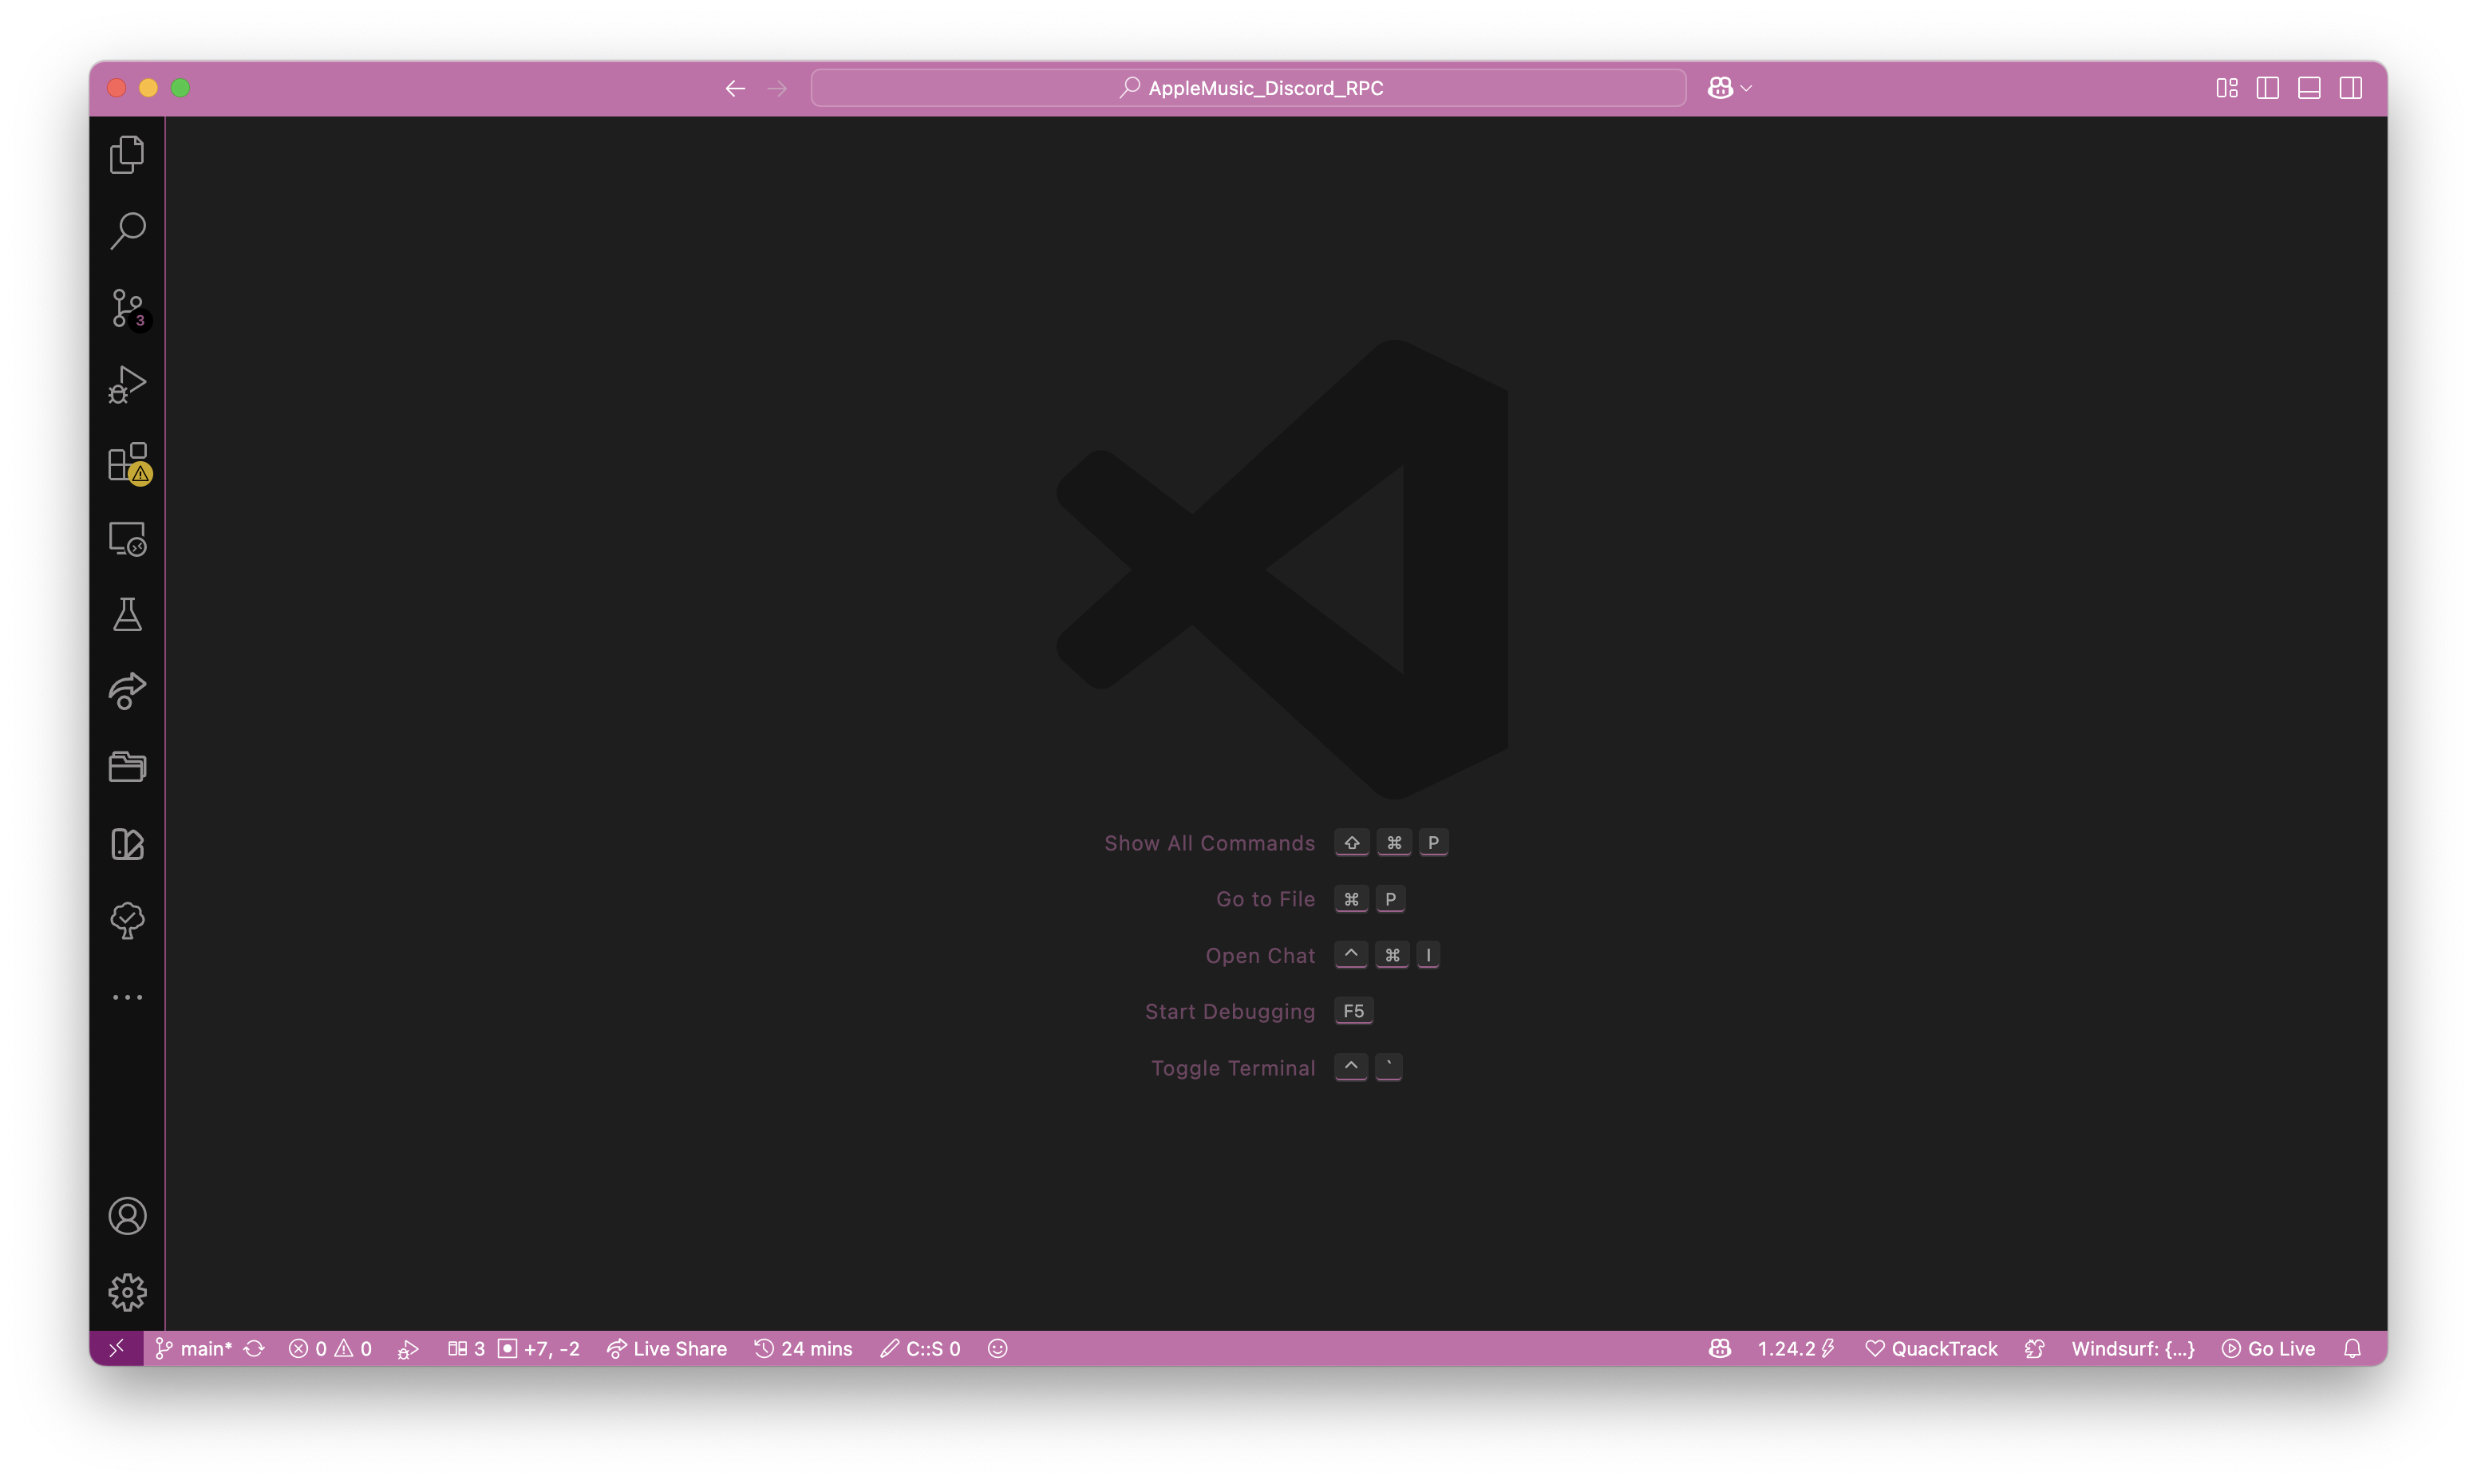 AppleMusic_Discord_RPC
3
Show All Commands ⇧ ⌘ P
Go to File ⌘ P
Open Chat ^ ⌘ I
Start Debugging F5
Toggle Terminal ^ `
main* 0 0 3 +7, -2 Live Share 24 mins C::S 0 1.24.2 QuackTrack Windsurf: {...} Go Live